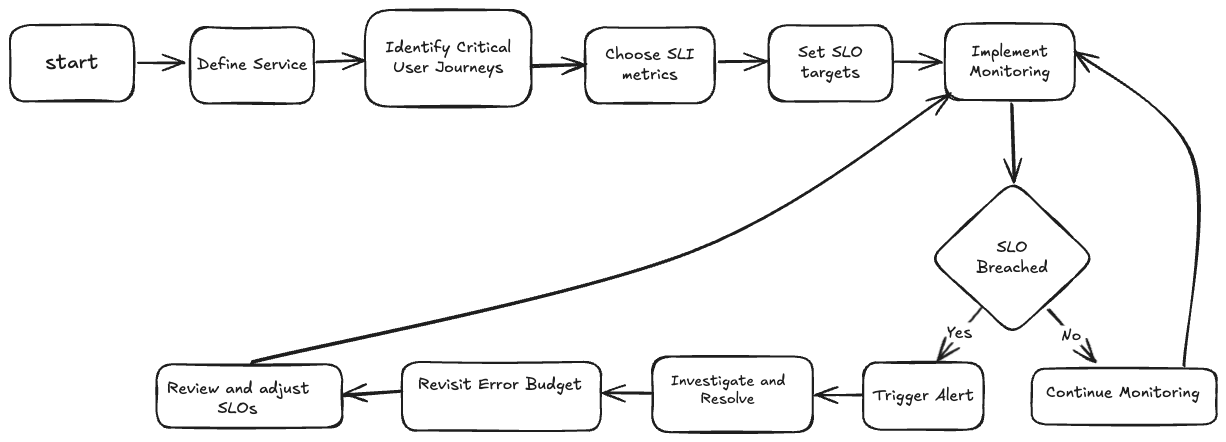 start
Define Service
Identify Critical
User Journeys
Choose SLI
metrics
Set SLO
targets
Implement
Monitoring
SLO
Breached
Yes
No
Trigger Alert
Continue Monitoring
Investigate and
Resolve
Revisit Error Budget
Review and adjust
SLOs